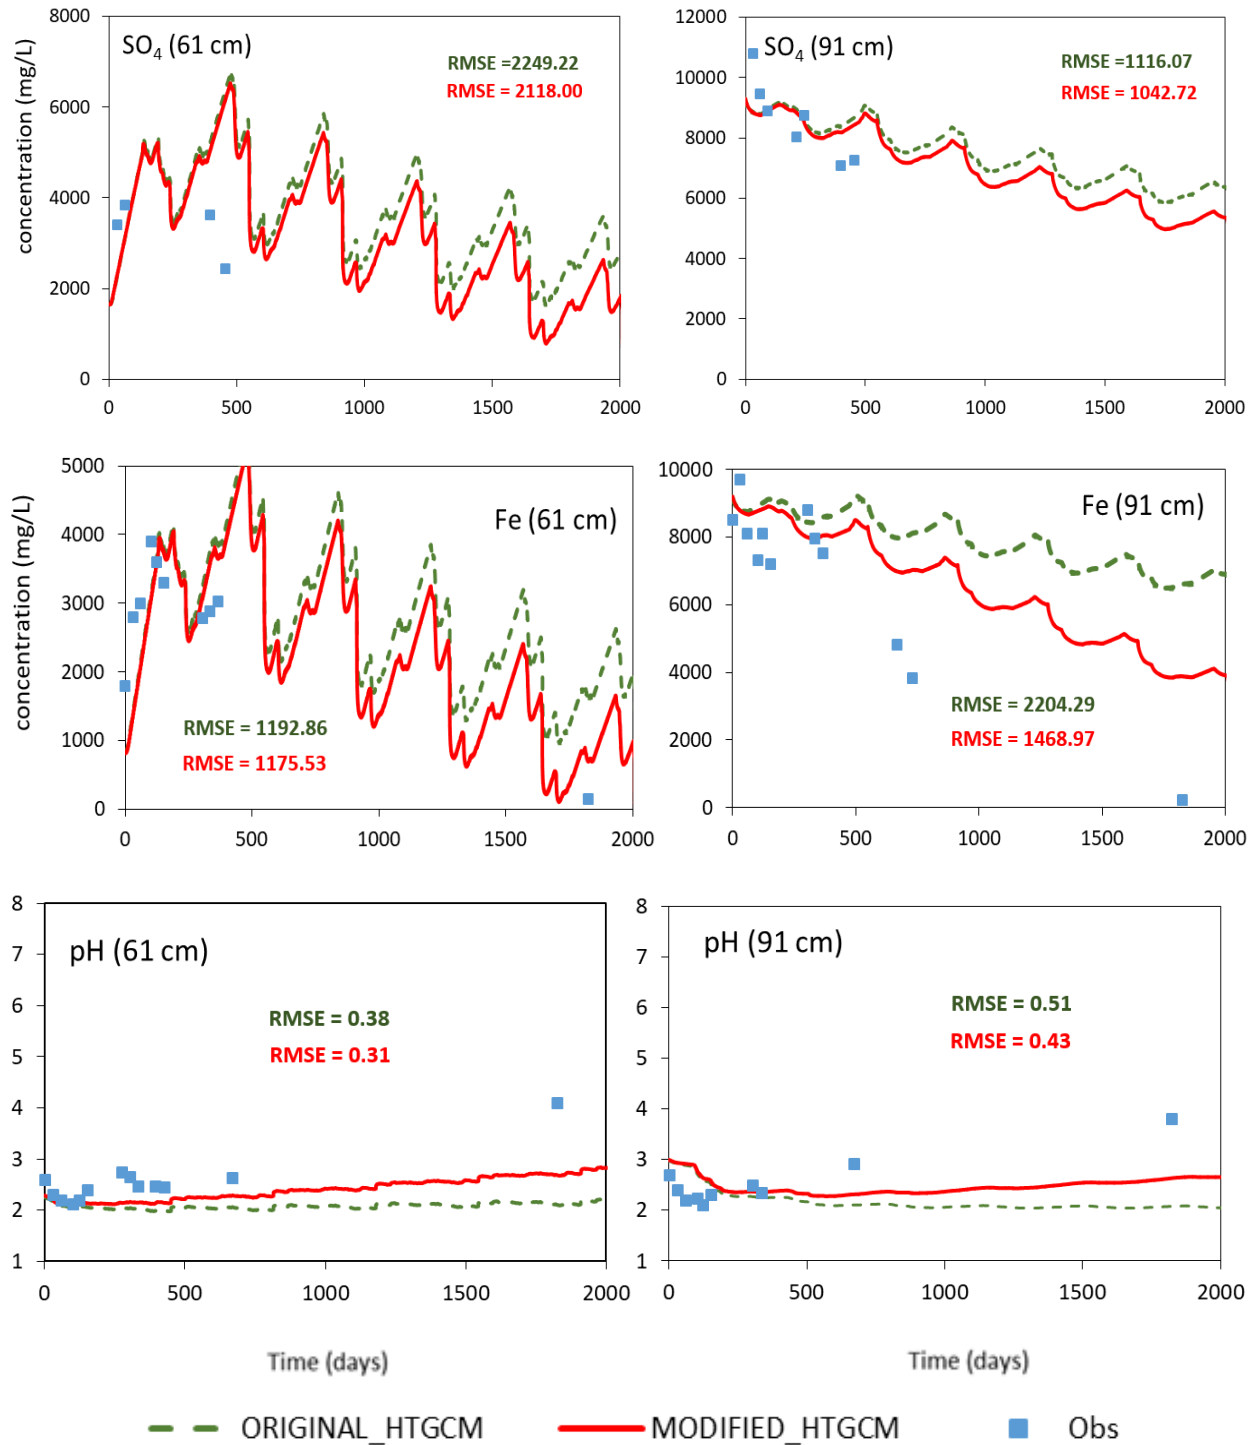 concentration (mg/L)
SO4 (61 cm)
RMSE =2249.22
RMSE = 2118.00
8000
6000
4000
2000
0
0 500 1000 1500 2000
SO4 (91 cm)
RMSE =1116.07
RMSE = 1042.72
12000
10000
8000
6000
4000
2000
0
0 500 1000 1500 2000
concentration (mg/L)
Fe (61 cm)
RMSE = 1192.86
RMSE = 1175.53
5000
4000
3000
2000
1000
0
0 500 1000 1500 2000
Fe (91 cm)
RMSE = 2204.29
RMSE = 1468.97
10000
8000
6000
4000
2000
0
0 500 1000 1500 2000
pH (61 cm)
RMSE = 0.38
RMSE = 0.31
8
7
6
5
4
3
2
1
0 500 1000 1500 2000
Time (days)
pH (91 cm)
RMSE = 0.51
RMSE = 0.43
8
7
6
5
4
3
2
1
0 500 1000 1500 2000
Time (days)
ORIGINAL_HTGCM MODIFIED_HTGCM Obs